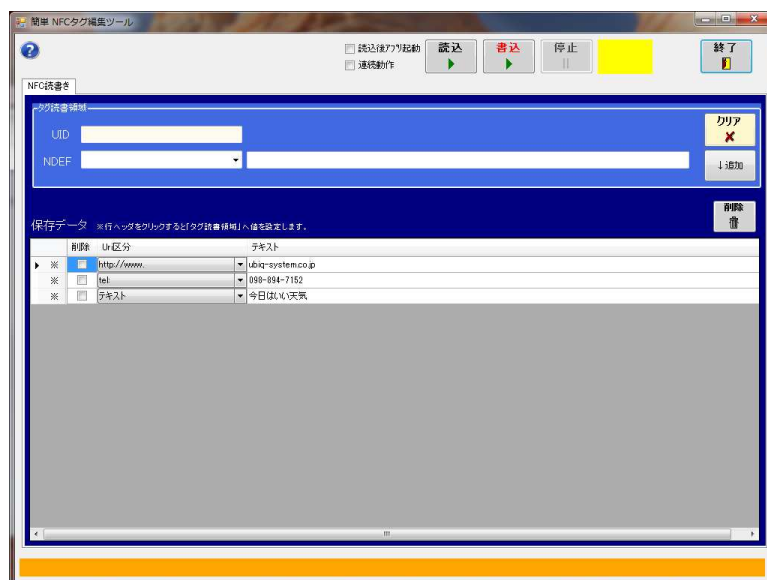 簡単 NFCタグ編集ツール
読込後アプリ起動
連続動作
読込
書込
停止
終了
NFC読書き
タグ読書領域
UID
NDEF
クリア
↓追加
削除
保存データ ※行ヘッダをクリックすると「タグ読書領域」へ値を設定します。
削除 Uri区分 テキスト
※ http://www. ubiq-system.co.jp
※ tel: 098-894-7152
※ テキスト 今日はいい天気